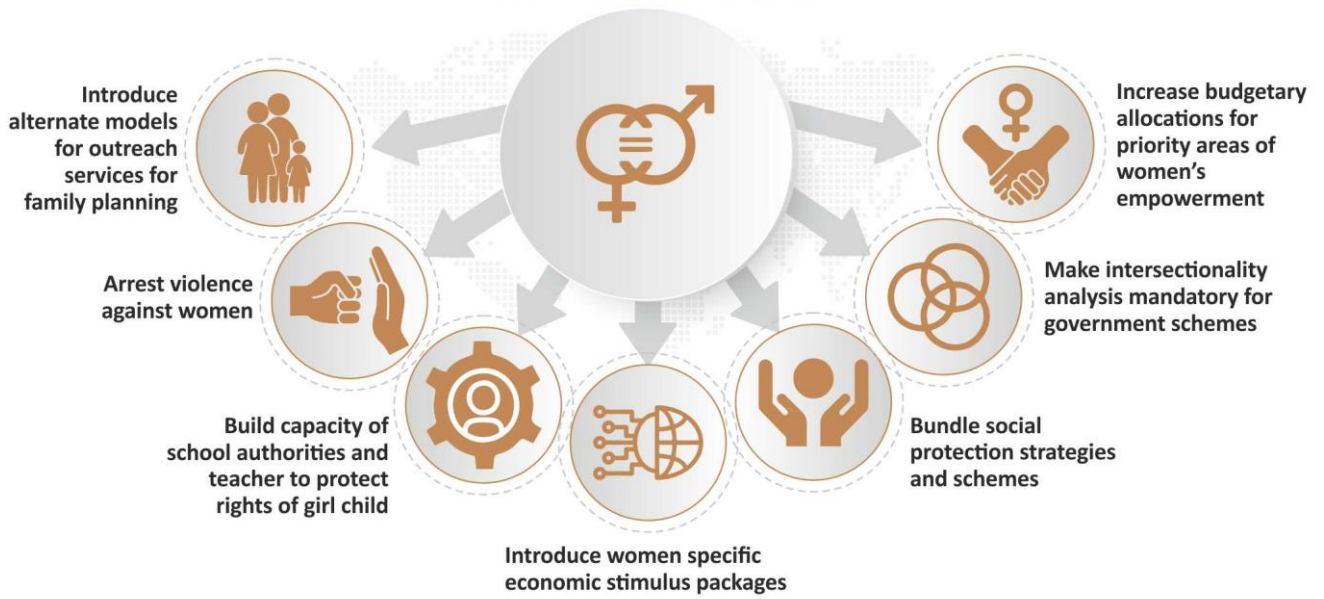 Introduce
alternate models
for outreach
services for
family planning
Arrest violence
against women
Build capacity of
school authorities and
teacher to protect
rights of girl child
Introduce women specific
economic stimulus packages
Bundle social
protection strategies
and schemes
Make intersectionality
analysis mandatory for
government schemes
Increase budgetary
allocations for
priority areas of
women's
empowerment